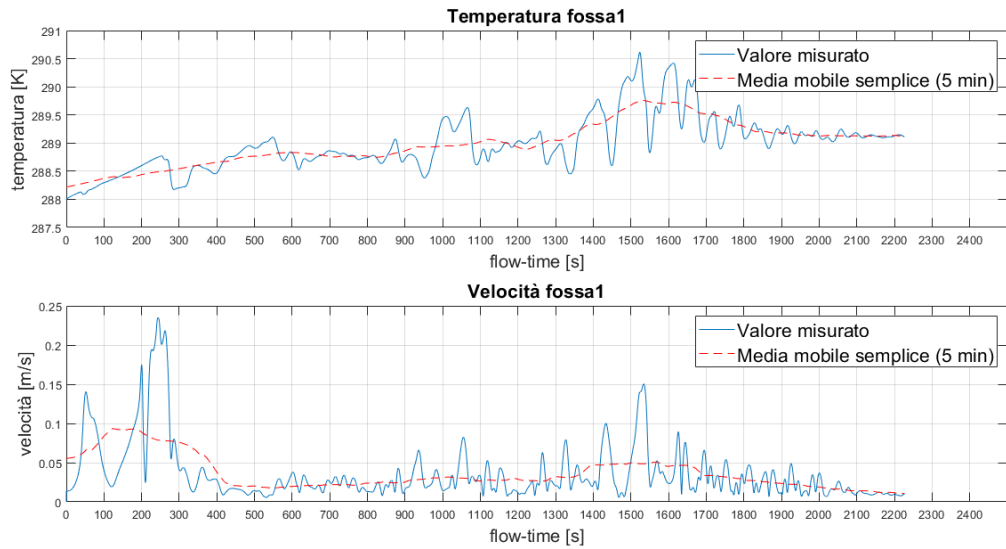 Temperatura fossa1
291
290.5
290
289.5
289
288.5
288
287.5
temperatura [K]
Valore misurato
Media mobile semplice (5 min)
0 100 200 300 400 500 600 700 800 900 1000 1100 1200 1300 1400 1500 1600 1700 1800 1900 2000 2100 2200 2300 2400
flow-time [s]
Velocità fossa1
0.25
0.2
0.15
0.1
0.05
0
velocità [m/s]
Valore misurato
Media mobile semplice (5 min)
0 100 200 300 400 500 600 700 800 900 1000 1100 1200 1300 1400 1500 1600 1700 1800 1900 2000 2100 2200 2300 2400
flow-time [s]